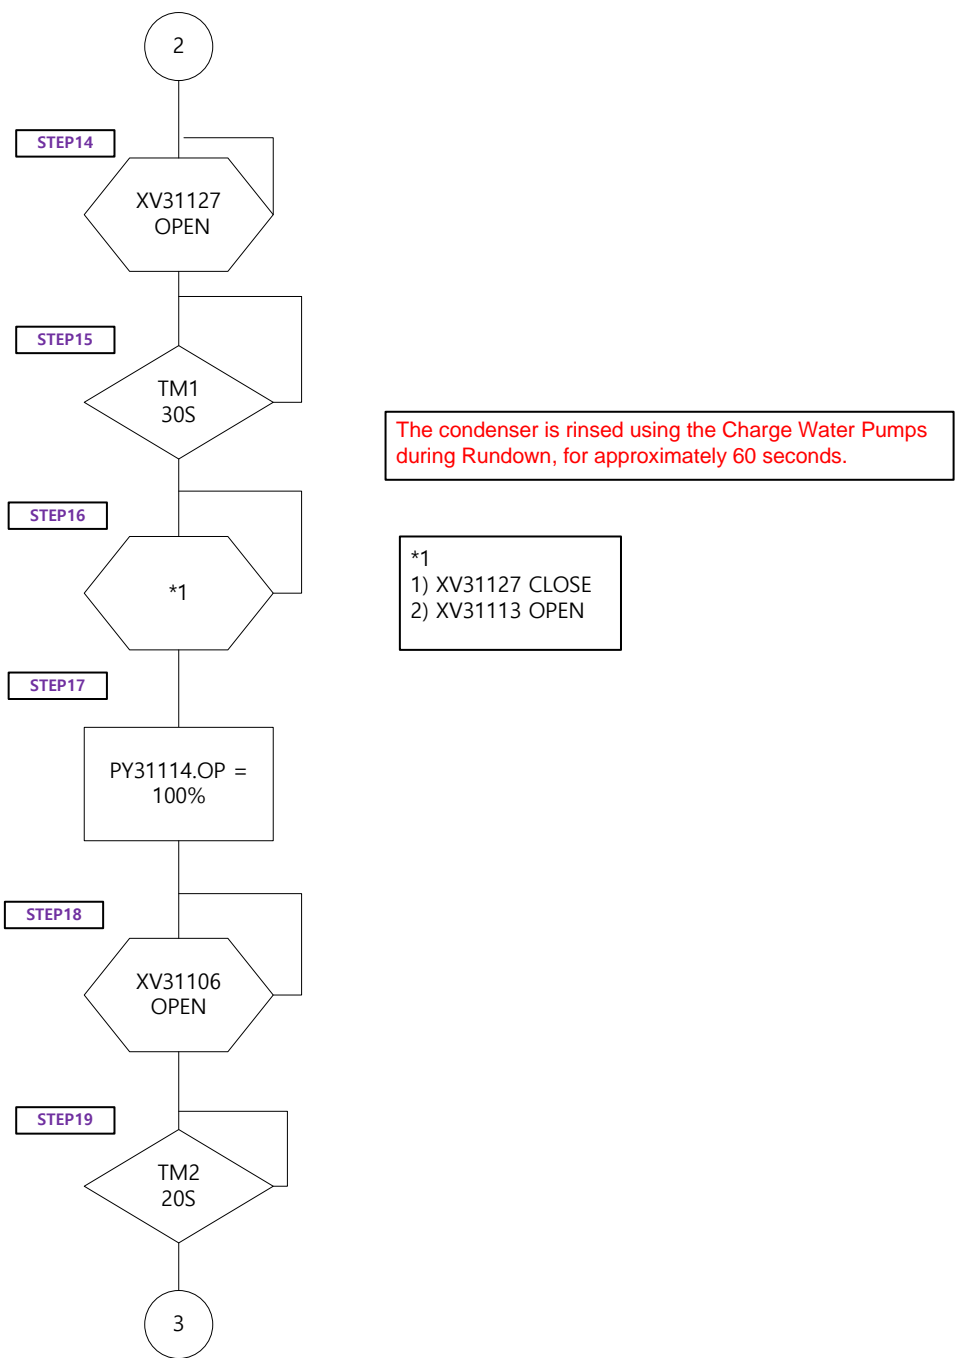 2
STEP14
XV31127
OPEN
STEP15
TM1
30S
The condenser is rinsed using the Charge Water Pumps
during Rundown, for approximately 60 seconds.
STEP16
*1
*1
1) XV31127 CLOSE
2) XV31113 OPEN
STEP17
PY31114.OP =
100%
STEP18
XV31106
OPEN
STEP19
TM2
20S
3